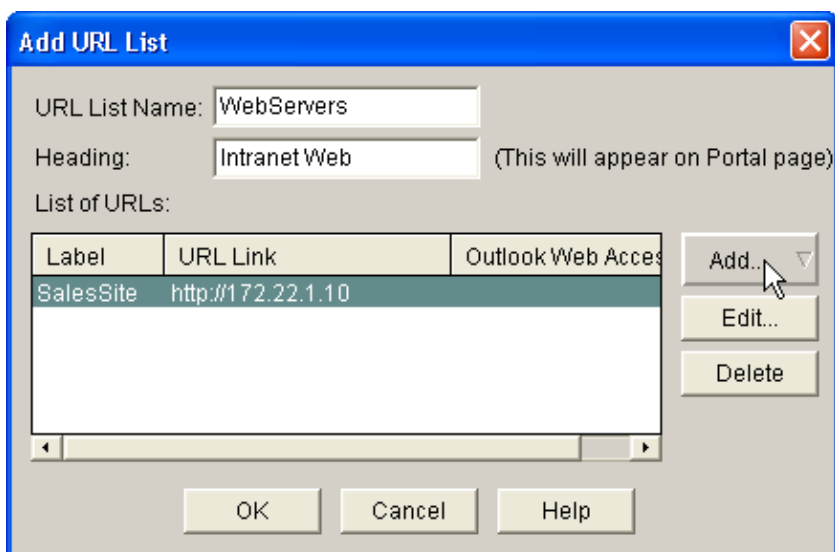 Add URL List
URL List Name: WebServers
Heading: Intranet Web (This will appear on Portal page)
List of URLs:
Label URL Link Outlook Web Acces
SalesSite http://172.22.1.10
Add...
Edit...
Delete
OK Cancel Help